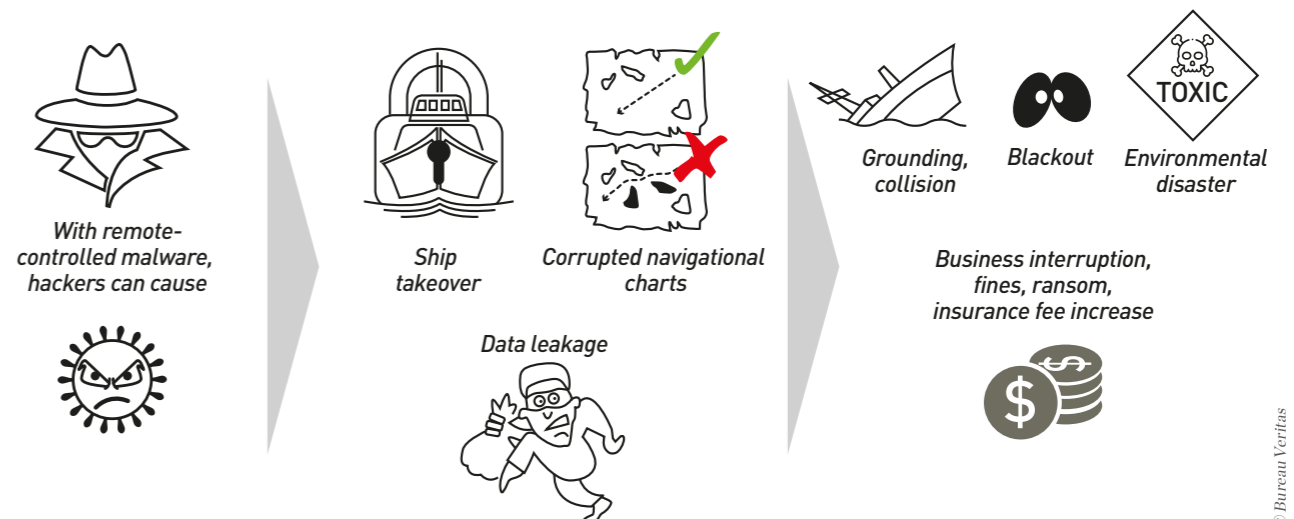 With remote-
controlled malware,
hackers can cause
Ship
takeover
Corrupted navigational
charts
Data leakage
Grounding,
collision
Blackout
TOXIC
Environmental
disaster
Business interruption,
fines, ransom,
insurance fee increase
$
$
© Bureau Veritas